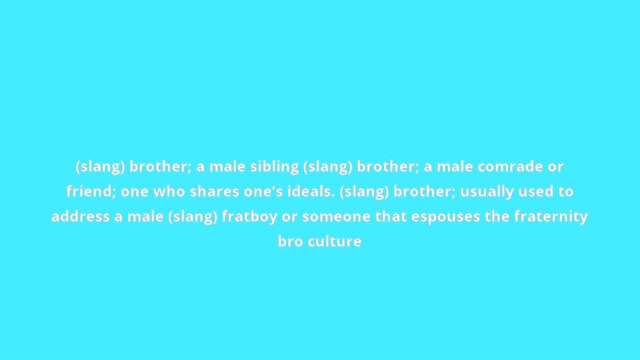 (slang) brother; a male sibling (slang) brother; a male comrade or
friend; one who shares one’s ideals. (slang) brother; usually used to
address a male (slang) fratboy or someone that espouses the fraternity
bro culture